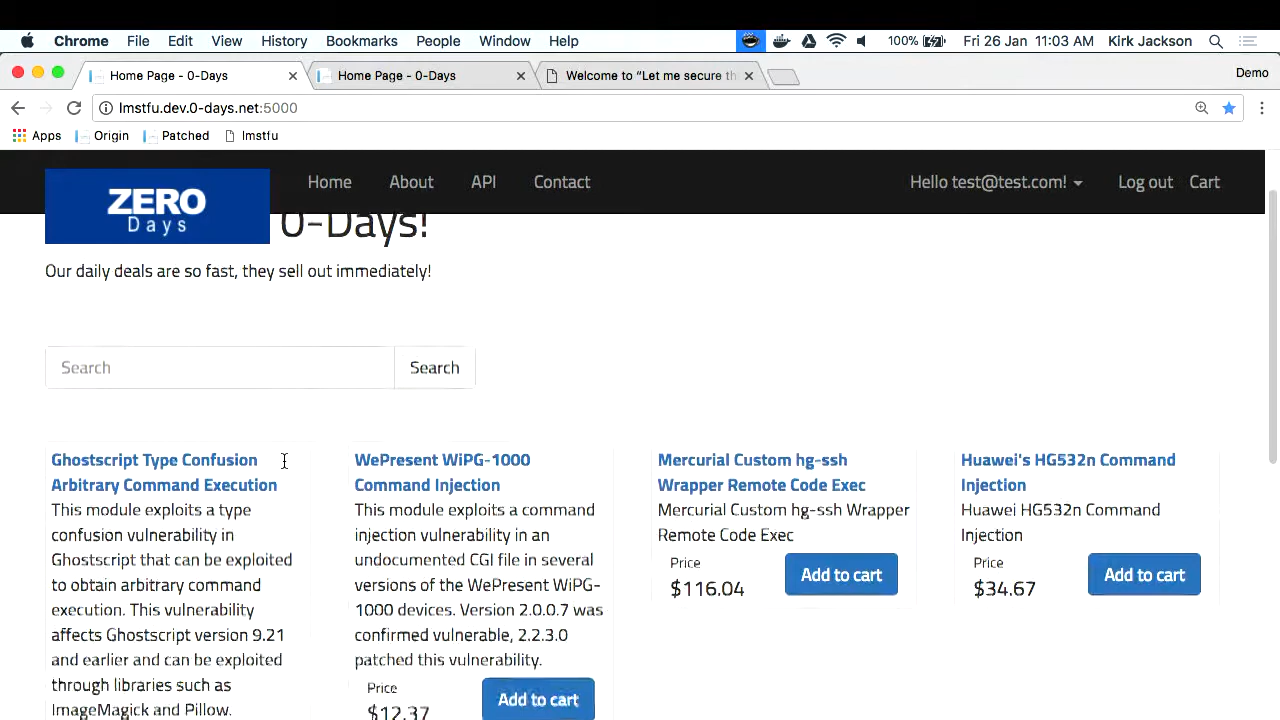 Chrome File Edit View History Bookmarks People Window Help 100% Fri 26 Jan 11:03 AM Kirk Jackson
Home Page - 0-Days Home Page - 0-Days Welcome to “Let me secure th Demo
lmstfu.dev.0-days.net:5000
Apps Origin Patched lmstfu
ZERO
Days
Home About API Contact Hello test@test.com! Log out Cart
0-Days!
Our daily deals are so fast, they sell out immediately!
Search Search
Ghostscript Type Confusion
Arbitrary Command Execution
This module exploits a type
confusion vulnerability in
Ghostscript that can be exploited
to obtain arbitrary command
execution. This vulnerability
affects Ghostscript version 9.21
and earlier and can be exploited
through libraries such as
ImageMagick and Pillow.
WePresent WiPG-1000
Command Injection
This module exploits a command
injection vulnerability in an
undocumented CGI file in several
versions of the WePresent WiPG-
1000 devices. Version 2.0.0.7 was
confirmed vulnerable, 2.2.3.0
patched this vulnerability.
Price
$12.37
Add to cart
Mercurial Custom hg-ssh
Wrapper Remote Code Exec
Mercurial Custom hg-ssh Wrapper
Remote Code Exec
Price
$116.04
Add to cart
Huawei's HG532n Command
Injection
Huawei HG532n Command
Injection
Price
$34.67
Add to cart